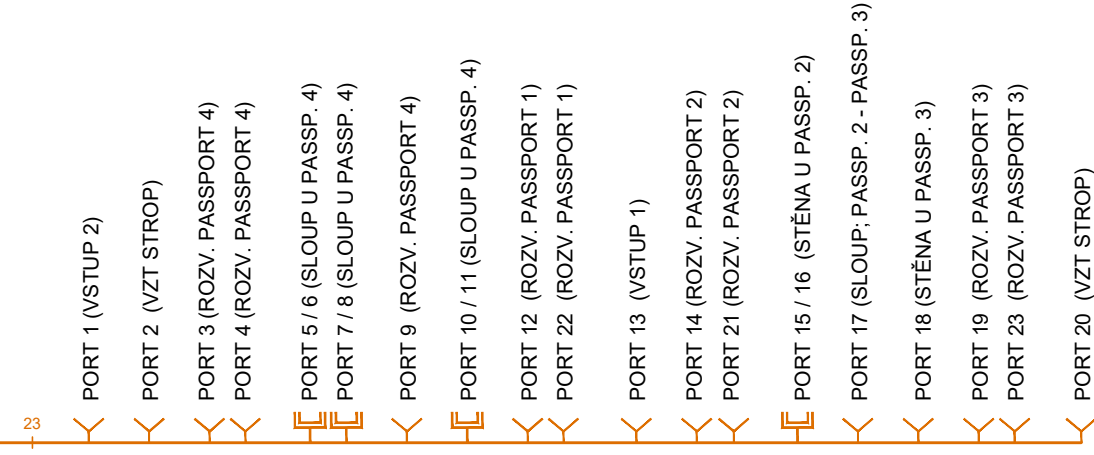 PORT 1 (VSTUP 2)
PORT 2 (VZT STROP)
PORT 3 (ROZV. PASSPORT 4)
PORT 4 (ROZV. PASSPORT 4)
PORT 5 / 6 (SLOUP U PASSP. 4)
PORT 7 / 8 (SLOUP U PASSP. 4)
PORT 9 (ROZV. PASSPORT 4)
PORT 10 / 11 (SLOUP U PASSP. 4)
PORT 12 (ROZV. PASSPORT 1)
PORT 22 (ROZV. PASSPORT 1)
PORT 13 (VSTUP 1)
PORT 14 (ROZV. PASSPORT 2)
PORT 21 (ROZV. PASSPORT 2)
PORT 15 / 16 (STĚNA U PASSP. 2)
PORT 17 (SLOUP; PASSP. 2 - PASSP. 3)
PORT 18 (STĚNA U PASSP. 3)
PORT 19 (ROZV. PASSPORT 3)
PORT 23 (ROZV. PASSPORT 3)
PORT 20 (VZT STROP)
23